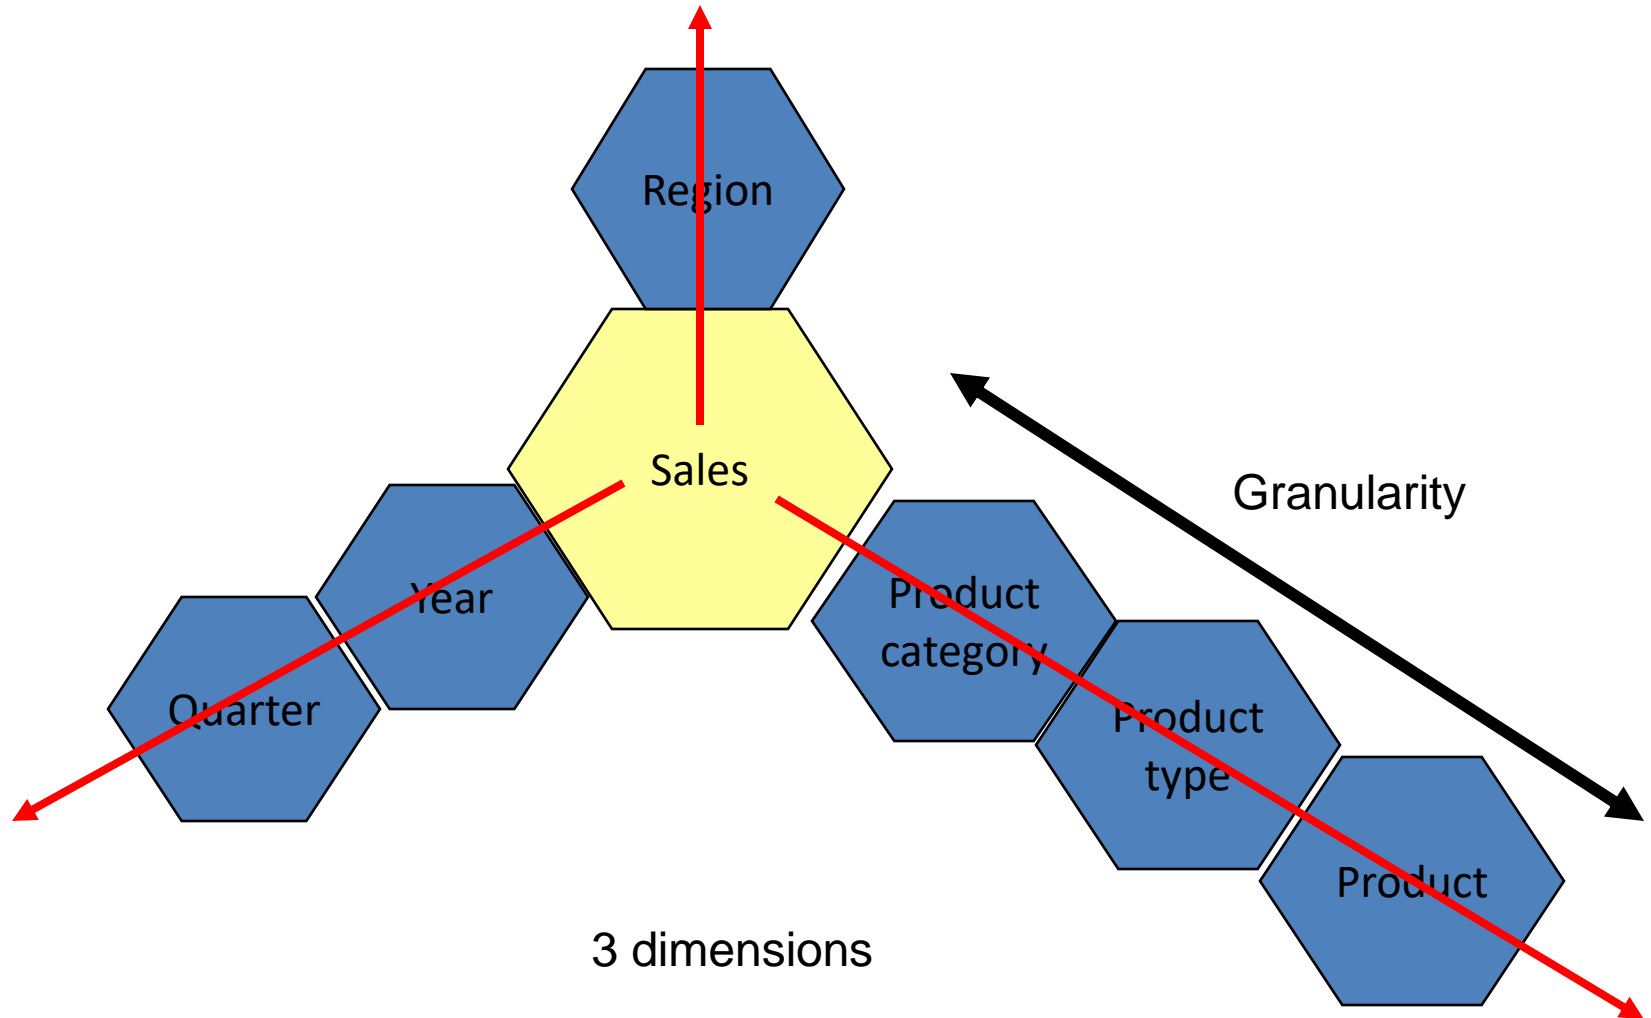 Region
Sales
Granularity
Year
Product
category
Quarter
Product
type
Product
3 dimensions